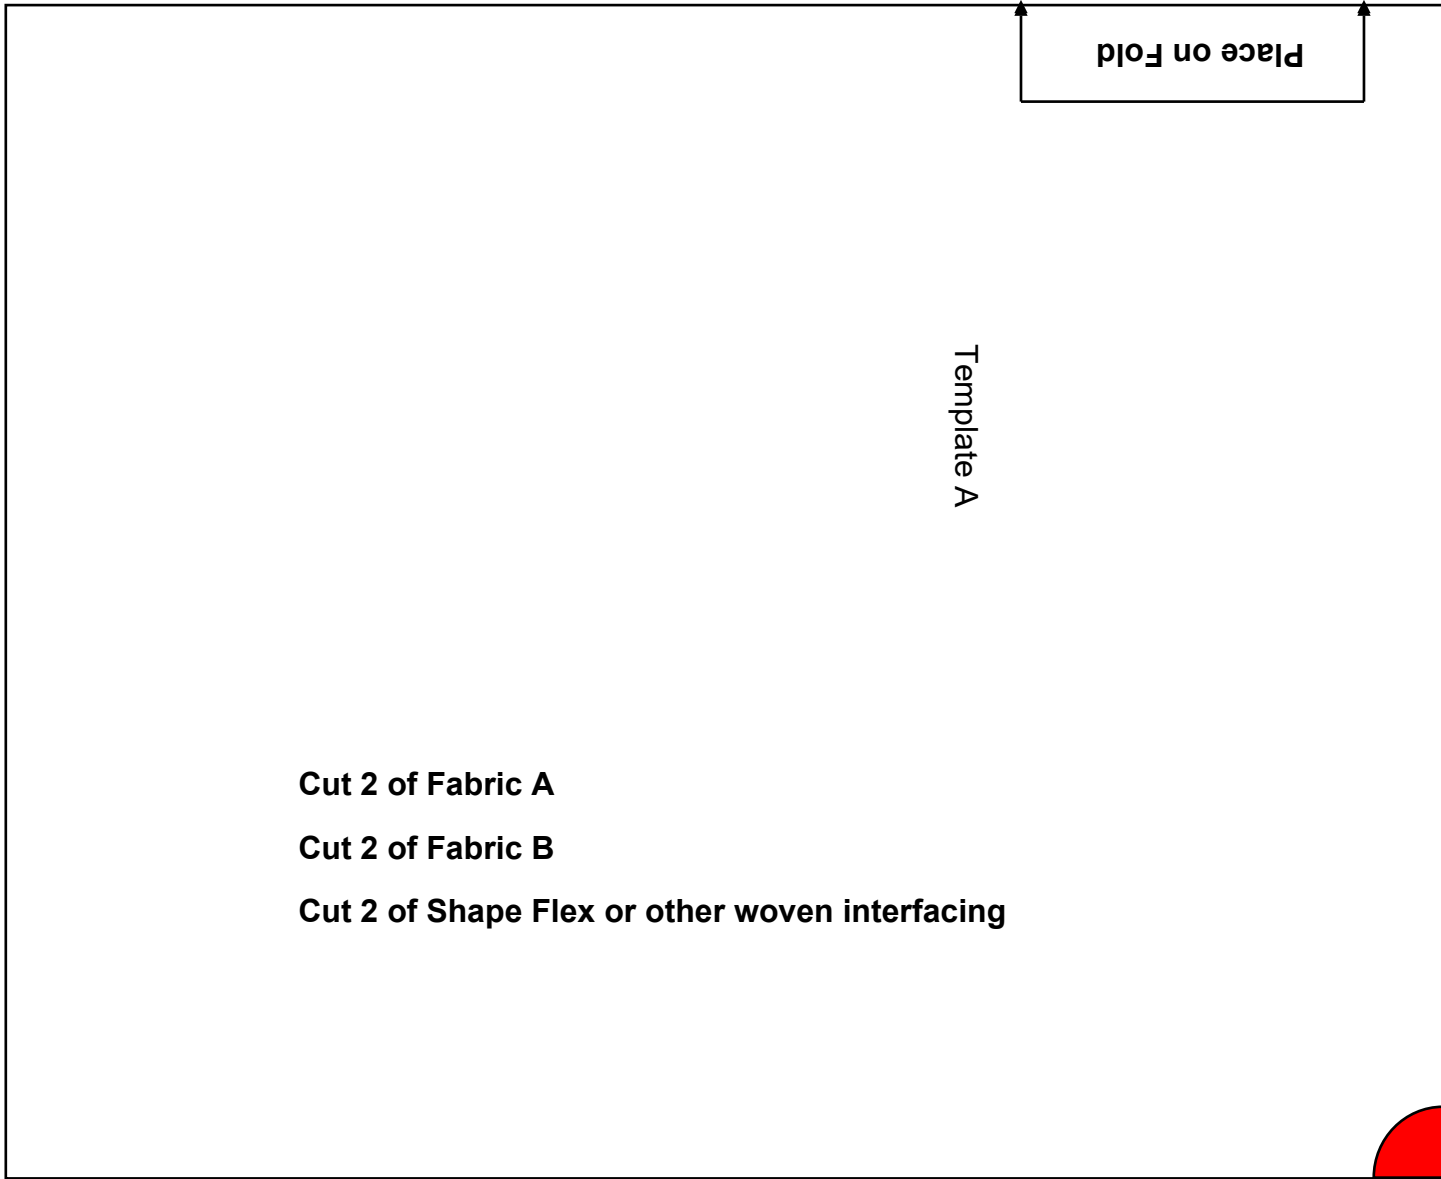 Place on Fold
Template A
Cut 2 of Fabric A
Cut 2 of Fabric B
Cut 2 of Shape Flex or other woven interfacing